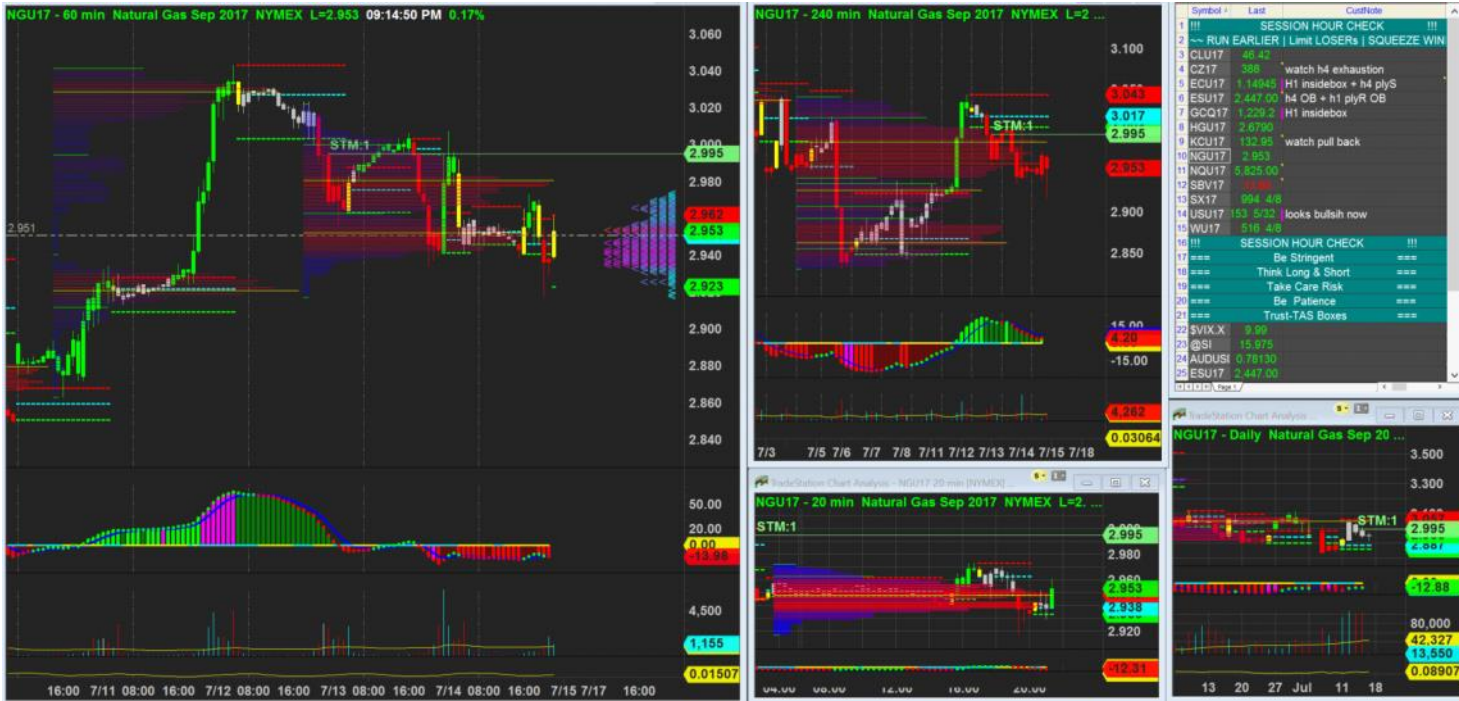 NGU17 - 60 min Natural Gas Sep 2017 NYMEX L=2.953 09:14:50 PM 0.17%
3.060
3.040
3.020
3.000
STM:1
2.995
2.980
2.962
2.951
2.953
2.940
2.923
2.900
2.880
2.860
2.840
50.00
20.00
0.00
-13.98
4,500
1,155
0.01507
16:00 7/11 08:00 16:00 7/12 08:00 16:00 7/13 08:00 16:00 7/14 08:00 16:00 7/15 7/17 16:00
NGU17 - 240 min Natural Gas Sep 2017 NYMEX L=2 ...
3.100
3.043
3.017
STM:1
2.995
2.953
2.900
2.850
15.00
4.20
-15.00
4,262
0.03064
7/3 7/5 7/6 7/7 7/8 7/11 7/12 7/13 7/14 7/15 7/18
TradeStation Chart Analysis - NGU17 20 min [NYMEX] ...
NGU17 - 20 min Natural Gas Sep 2017 NYMEX L=2. ...
STM:1
2.995
2.980
2.960
2.953
2.938
2.920
-12.31
04:00 08:00 12:00 16:00 20:00
Symbol Last CustNote
1 !!! SESSION HOUR CHECK !!!
2 ~~ RUN EARLIER | Limit LOSERs | SQUEEZE WIN
3 CLU17 46.42
4 CZ17 388 watch h4 exhaustion
5 ECU17 1.14945 H1 insidebox + h4 plyS
6 ESU17 2,447.00 h4 OB + h1 plyR OB
7 GCQ17 1,229.2 H1 insidebox
8 HGU17 2.6790
9 KCU17 132.95 watch pull back
10 NGU17 2.953
11 NQU17 5,825.00
12 SBV17
13 SX17 994 4/8
14 USU17 153 5/32 looks bullsih now
15 WU17 516 4/8
16 !!! SESSION HOUR CHECK !!!
17 === Be Stringent ===
18 === Think Long & Short ===
19 === Take Care Risk ===
20 === Be Patience ===
21 === Trust-TAS Boxes ===
22 $VIX.X 9.99
23 @SI 15.975
24 AUDUSI 0.78130
25 ESU17 2,447.00
Page 1
TradeStation Chart Analysis ...
NGU17 - Daily Natural Gas Sep 20 ...
3.500
3.300
STM:1
2.995
2.887
-12.88
80,000
42,327
13,550
0.08907
13 20 27 Jul 11 18